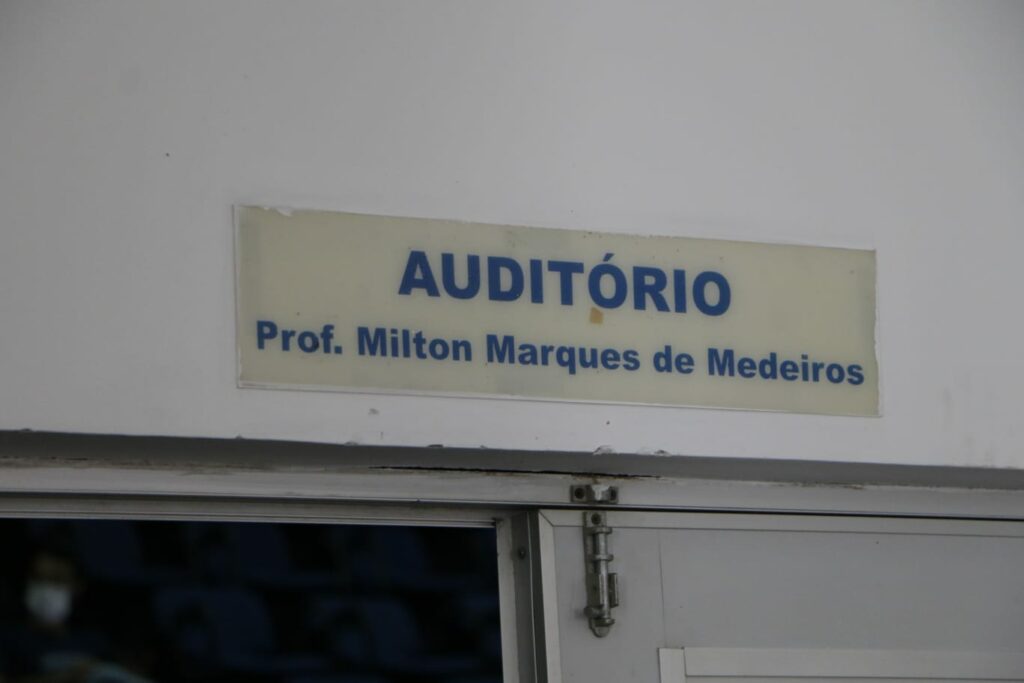 AUDITÓRIO
Prof. Milton Marques de Medeiros